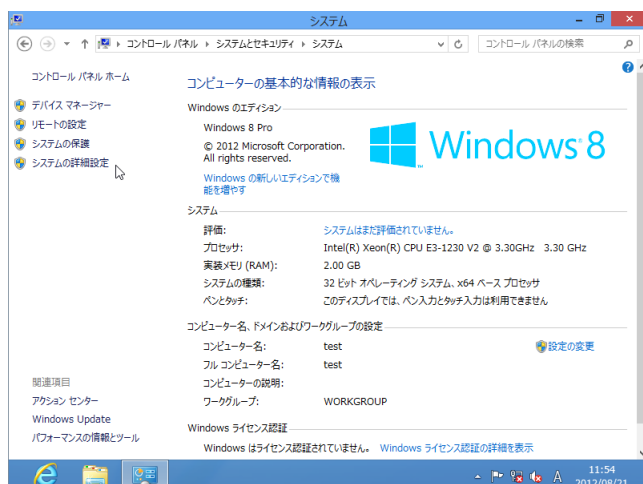 システム
コントロール パネル ▸ システムとセキュリティ ▸ システム
コントロール パネルの検索
コントロール パネル ホーム
デバイス マネージャー
リモートの設定
システムの保護
システムの詳細設定
コンピューターの基本的な情報の表示
Windows のエディション
Windows 8 Pro
© 2012 Microsoft Corporation.
All rights reserved.
Windows の新しいエディションで機
能を増やす
Windows 8
システム
評価: システムはまだ評価されていません。
プロセッサ: Intel(R) Xeon(R) CPU E3-1230 V2 @ 3.30GHz 3.30 GHz
実装メモリ (RAM): 2.00 GB
システムの種類: 32 ビット オペレーティング システム、x64 ベース プロセッサ
ペンとタッチ: このディスプレイでは、ペン入力とタッチ入力は利用できません
コンピューター名、ドメインおよびワークグループの設定
コンピューター名: test 設定の変更
フル コンピューター名: test
コンピューターの説明:
ワークグループ: WORKGROUP
Windows ライセンス認証
Windows はライセンス認証されていません。 Windows ライセンス認証の詳細を表示
関連項目
アクション センター
Windows Update
パフォーマンスの情報とツール
A
11:54
2012/08/21